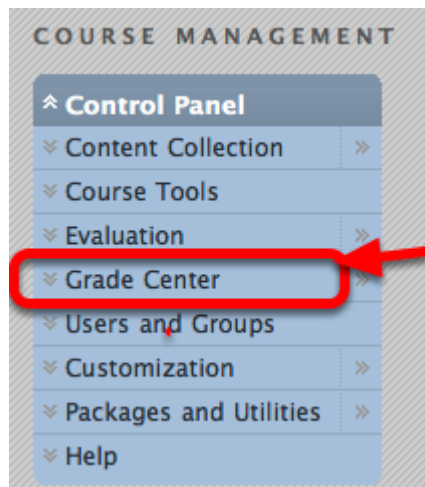 COURSE MANAGEMENT
Control Panel
Content Collection
Course Tools
Evaluation
Grade Center
Users and Groups
Customization
Packages and Utilities
Help